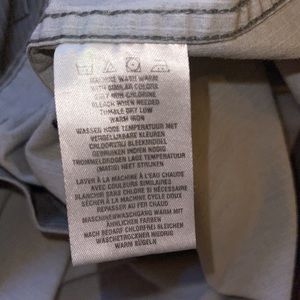 MACHINE WASH WARM
WITH SIMILAR COLORS
ONLY NON CHLORINE
BLEACH WHEN NEEDED
TUMBLE DRY LOW
WARM IRON
WASSEN HOGE TEMPERATUUR MET
VERGELIJKBARE KLEUREN
CHLOORVRIJ BLEEKMIDDEL
GEBRUIKEN INDIEN NODIG
TROMMELDROGEN LAGE TEMPERATUUR
(MATIG) HEET STRIJKEN
LAVER À LA MACHINE À L'EAU CHAUDE
AVEC COULEURS SIMILAIRES
BLANCHIR SANS CHLORE SI NÉCESSAIRE
SÉCHER À LA MACHINE CYCLE DOUX
REPASSER AU FER CHAUD
MASCHINENWASCHGANG WARM MIT
ÄHNLICHEN FARBEN
NACH BEDARF CHLORFREI BLEICHEN
WÄSCHETROCKNER NIEDRIG
WARM BÜGELN